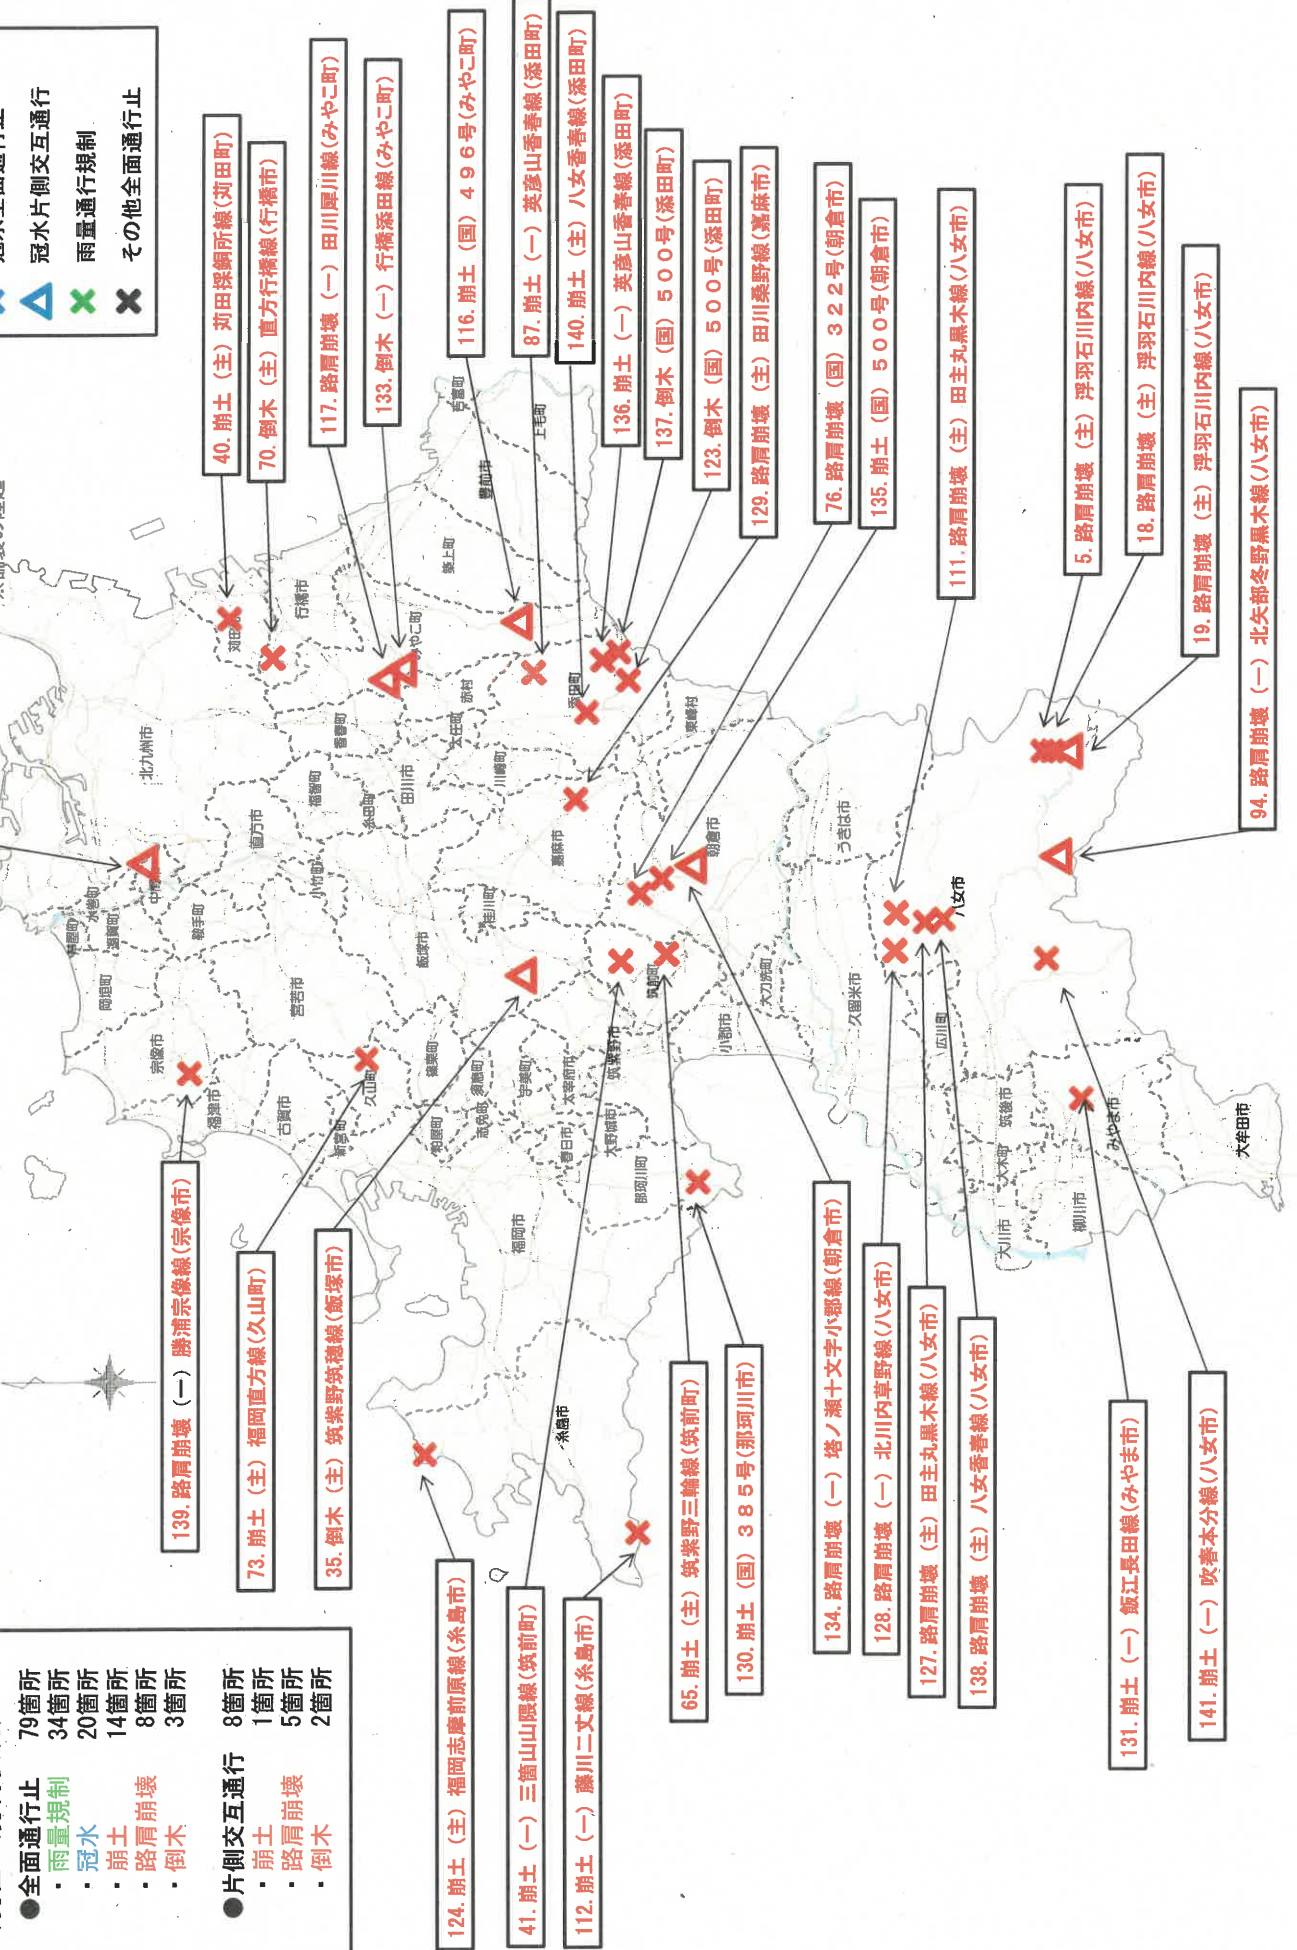 ●全面通行止 79箇所
・雨量規制 34箇所
・冠水 20箇所
・崩土 14箇所
・路肩崩壊 8箇所
・倒木 3箇所
●片側交互通行 8箇所
・崩土 1箇所
・路肩崩壊 5箇所
・倒木 2箇所
冠水片側交互通行
雨量通行規制
その他全面通行止
40. 崩土（主）苅田採銅所線(苅田町)
70. 倒木（主）直方行橋線(行橋市)
117. 路肩崩壊（一）田川犀川線(みやこ町)
133. 倒木（一）行橋添田線(みやこ町)
116. 崩土（国）４９６号(みやこ町)
87. 崩土（一）英彦山香春線(添田町)
140. 崩土（主）八女香春線(添田町)
136. 崩土（一）英彦山香春線(添田町)
137. 倒木（国）５００号(添田町)
123. 倒木（国）５００号(添田町)
129. 路肩崩壊（主）田川桑野線(嘉麻市)
76. 路肩崩壊（国）３２２号(朝倉市)
135. 崩土（国）５００号(朝倉市)
111. 路肩崩壊（主）田主丸黒木線(八女市)
5. 路肩崩壊（主）浮羽石川内線(八女市)
18. 路肩崩壊（主）浮羽石川内線(八女市)
19. 路肩崩壊（主）浮羽石川内線(八女市)
94. 路肩崩壊（一）北矢部冬野黒木線(八女市)
139. 路肩崩壊（一）勝浦宗像線(宗像市)
73. 崩土（主）福岡直方線(久山町)
35. 倒木（主）筑紫野筑穂線(飯塚市)
124. 崩土（主）福岡志摩前原線(糸島市)
41. 崩土（一）三箇山山隈線(筑前町)
112. 崩土（一）藤川二丈線(糸島市)
65. 崩土（主）筑紫野三輪線(筑前町)
130. 崩土（国）３８５号(那珂川市)
134. 路肩崩壊（一）塔ノ瀬十文字小郡線(朝倉市)
128. 路肩崩壊（一）北川内草野線(八女市)
127. 路肩崩壊（主）田主丸黒木線(八女市)
138. 路肩崩壊（主）八女香春線(八女市)
131. 崩土（一）飯江長田線(みやま市)
141. 崩土（一）吹春本分線(八女市)
芦屋町
水巻町
遠賀町
岡垣町
北九州市
鞍手町
宗像市
福津市
直方市
宮若市
古賀市
新宮町
久山町
小竹町
福智町
香春町
行橋市
みやこ町
糸田町
田川市
赤村
大任町
川崎町
築上町
豊前市
吉富町
上毛町
添田町
飯塚市
桂川町
嘉麻市
篠栗町
粕屋町
須恵町
志免町
宇美町
太宰府市
春日市
大野城市
筑紫野市
那珂川町
福岡市
糸島市
筑前町
朝倉市
東峰村
小郡市
大刀洗町
うきは市
久留米市
広川町
八女市
筑後市
大木町
大川市
柳川市
みやま市
大牟田市